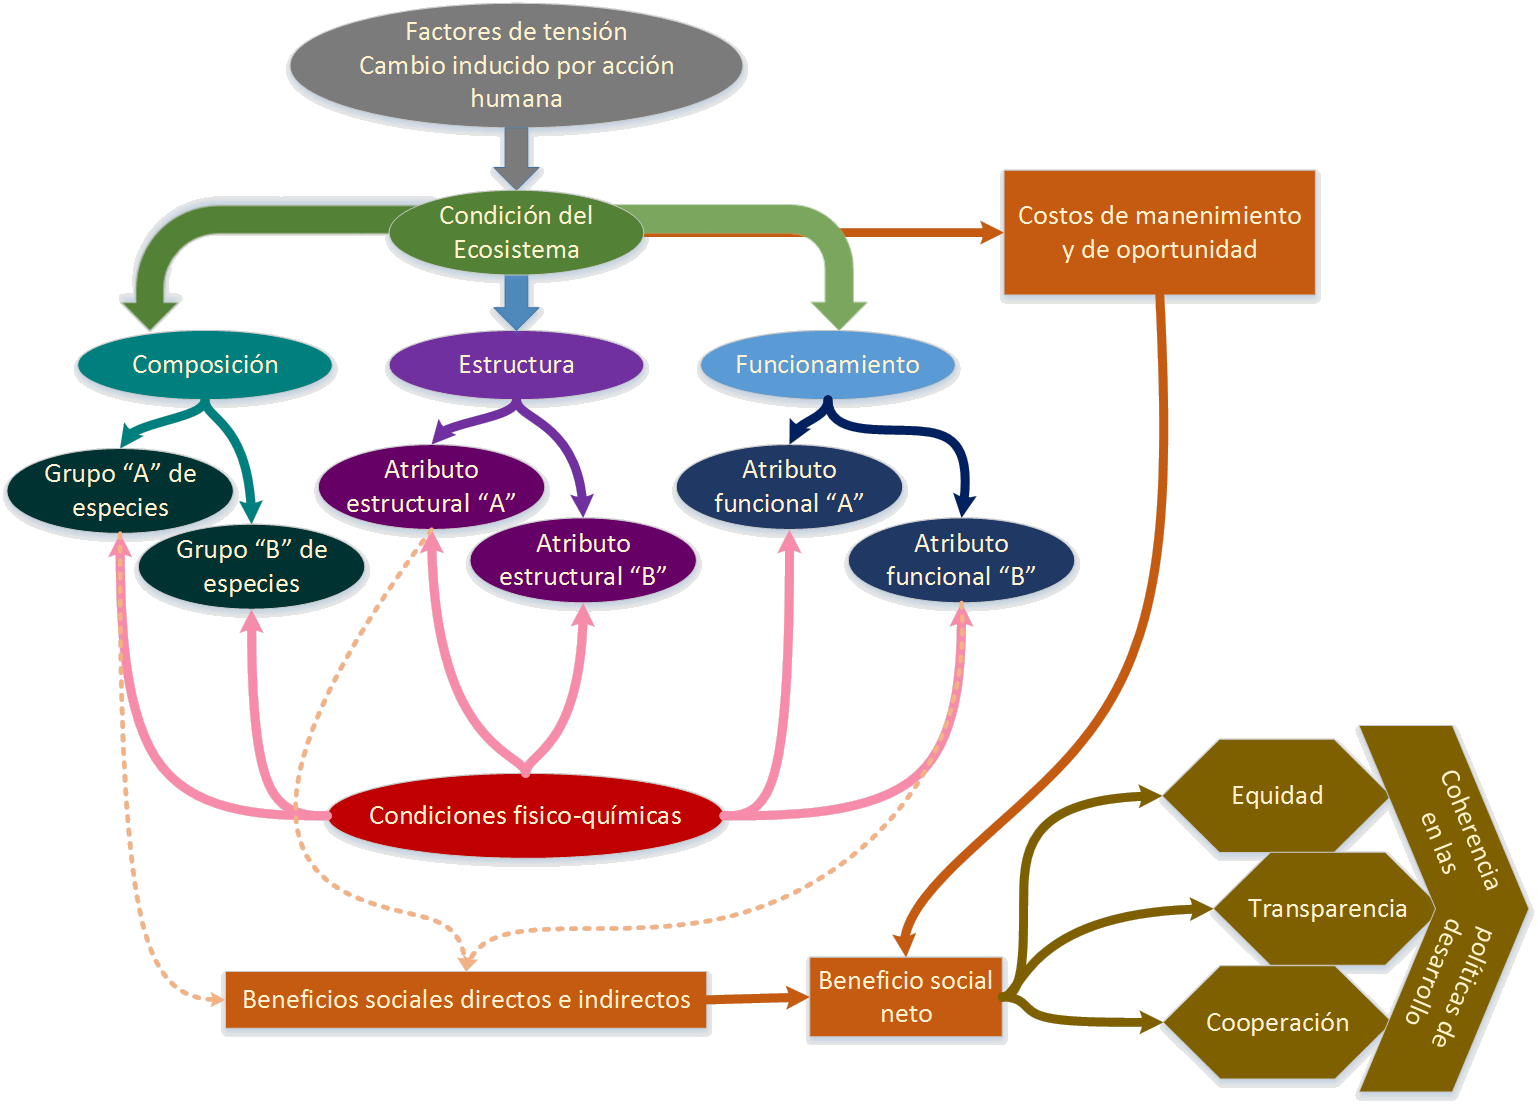 Factores de tensión
Cambio inducido por acción
humana
Condición del
Ecosistema
Costos de manenimiento
y de oportunidad
Composición
Estructura
Funcionamiento
Grupo “A” de
especies
Grupo “B” de
especies
Atributo
estructural “A”
Atributo
estructural “B”
Atributo
funcional “A”
Atributo
funcional “B”
Condiciones fisico-químicas
Beneficios sociales directos e indirectos
Beneficio social
neto
Equidad
Transparencia
Cooperación
Coherencia
en las
políticas de
desarrollo